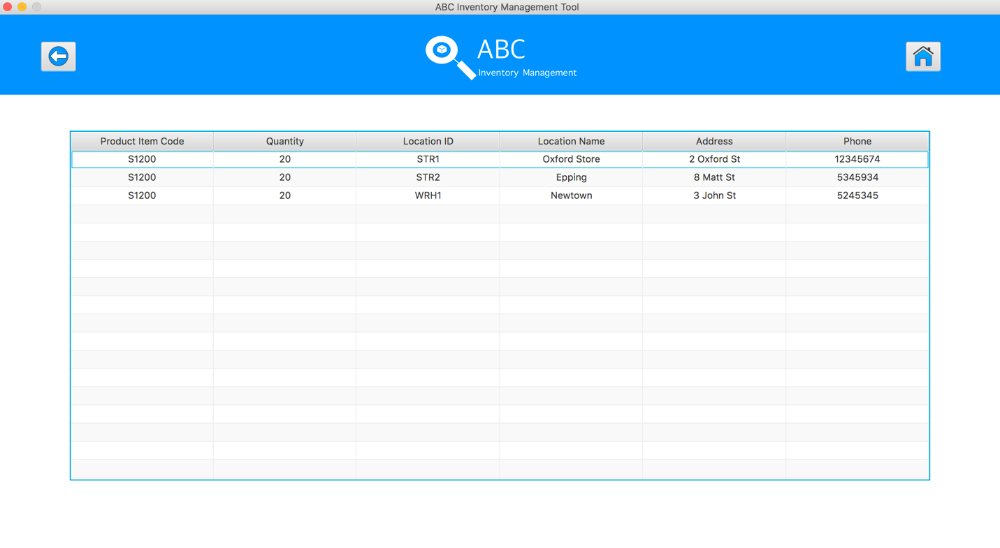 ABC Inventory Management Tool
ABC
Inventory Management
Product Item Code Quantity Location ID Location Name Address Phone
S1200 20 STR1 Oxford Store 2 Oxford St 12345674
S1200 20 STR2 Epping 8 Matt St 5345934
S1200 20 WRH1 Newtown 3 John St 5245345